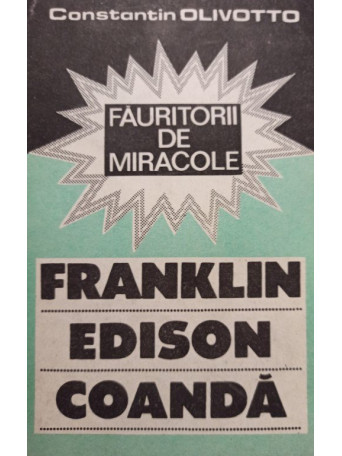 Constantin OLIVOTTO
FĂURITORII
DE
MIRACOLE
FRANKLIN
EDISON
COANDĂ